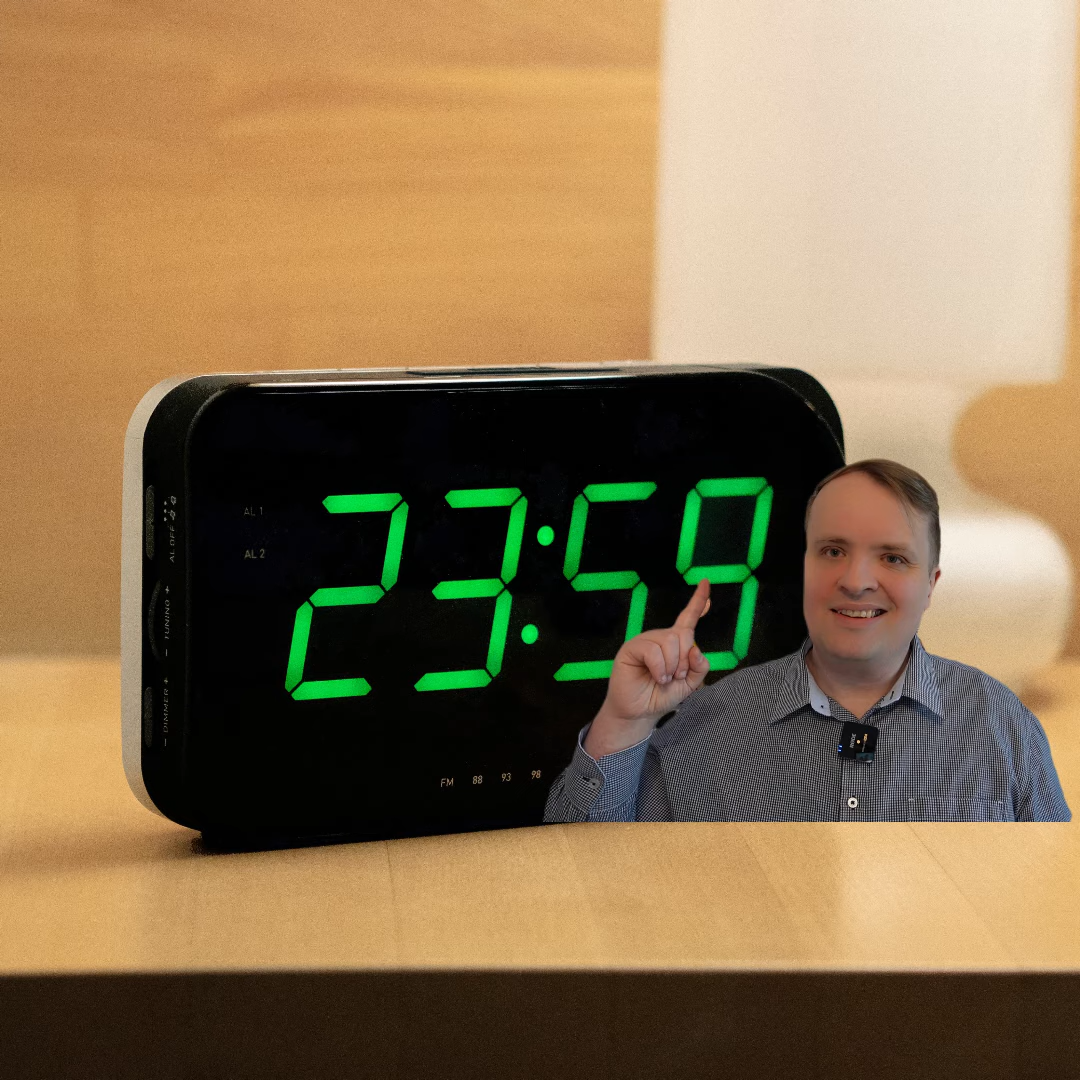 AL 1
AL 2
23:59
FM 88 93 98
AL OFF
− TUNING +
− DIMMER +